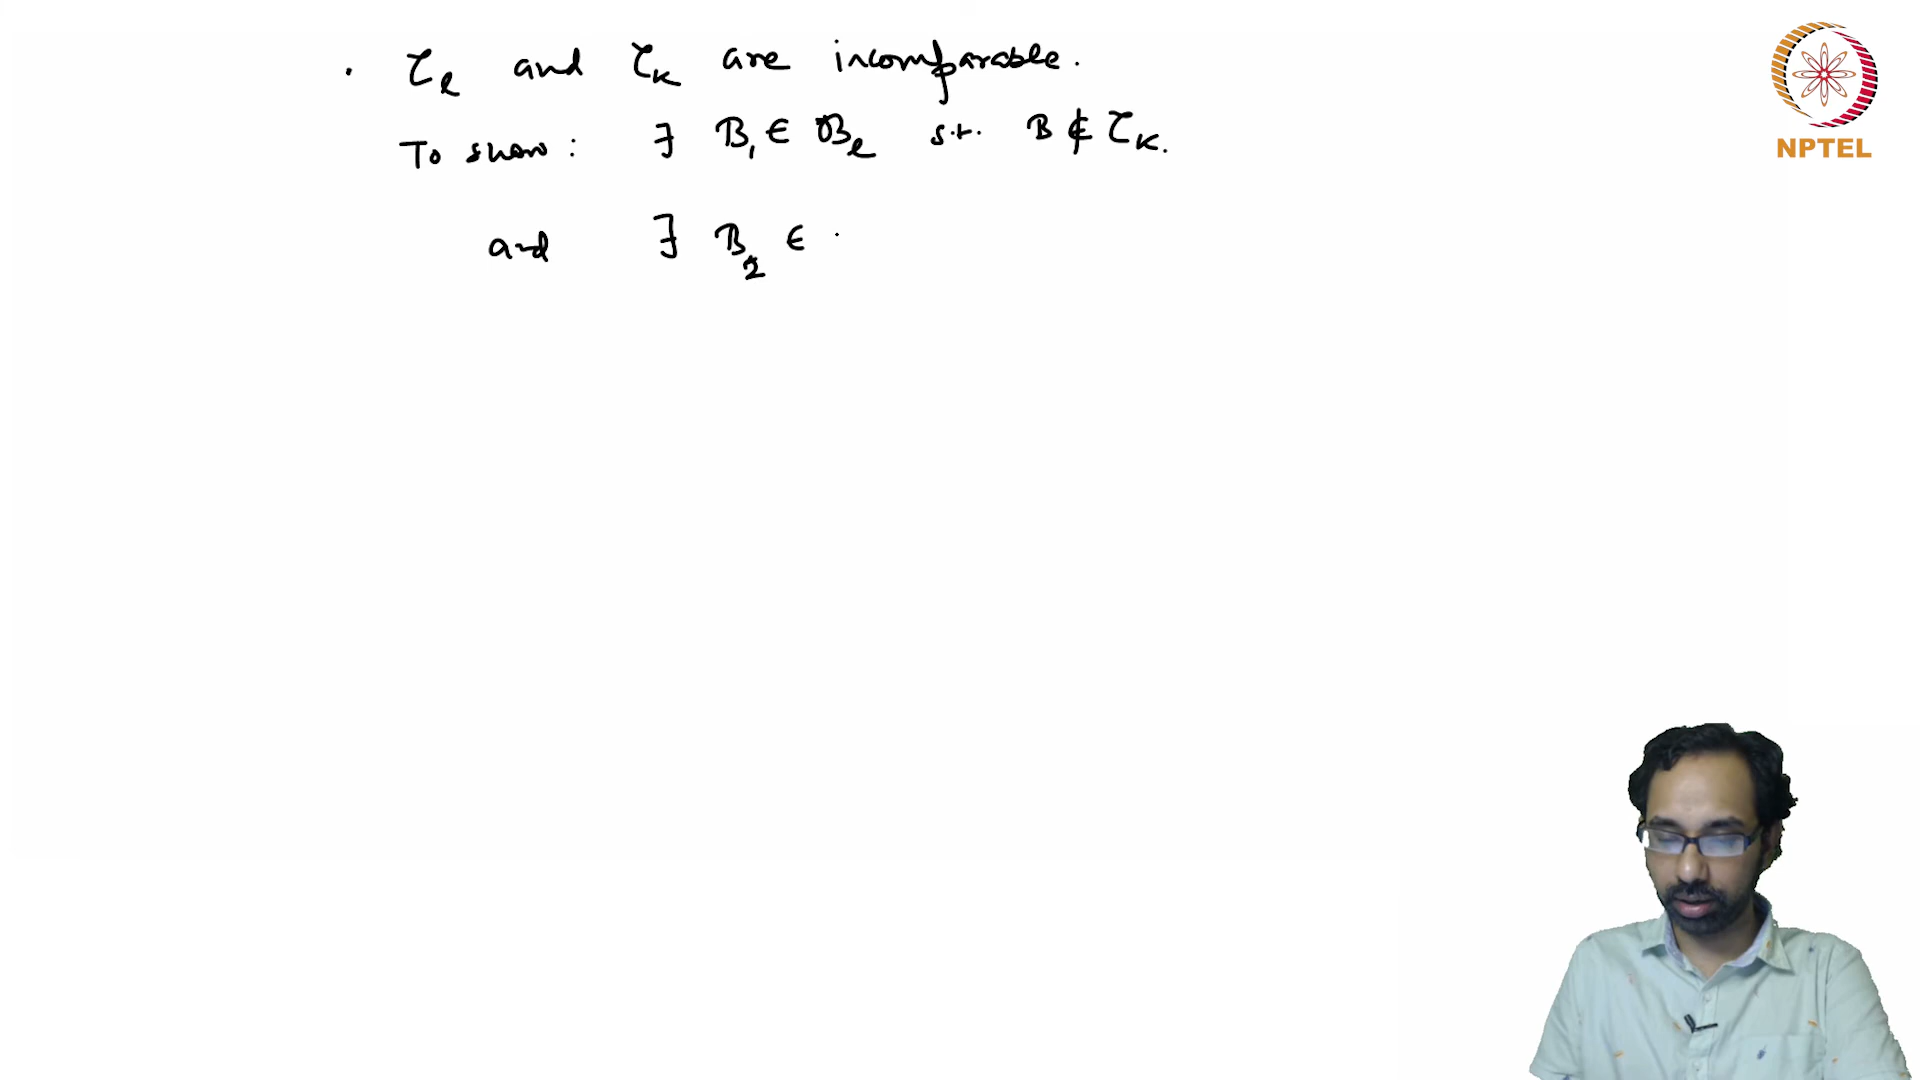 . τ_ℓ and τ_K are incomparable.
To show : ∃ B₁ ∈ 𝓑_ℓ s.t. B ∉ τ_K.
and ∃ B₂ ∈ .
NPTEL